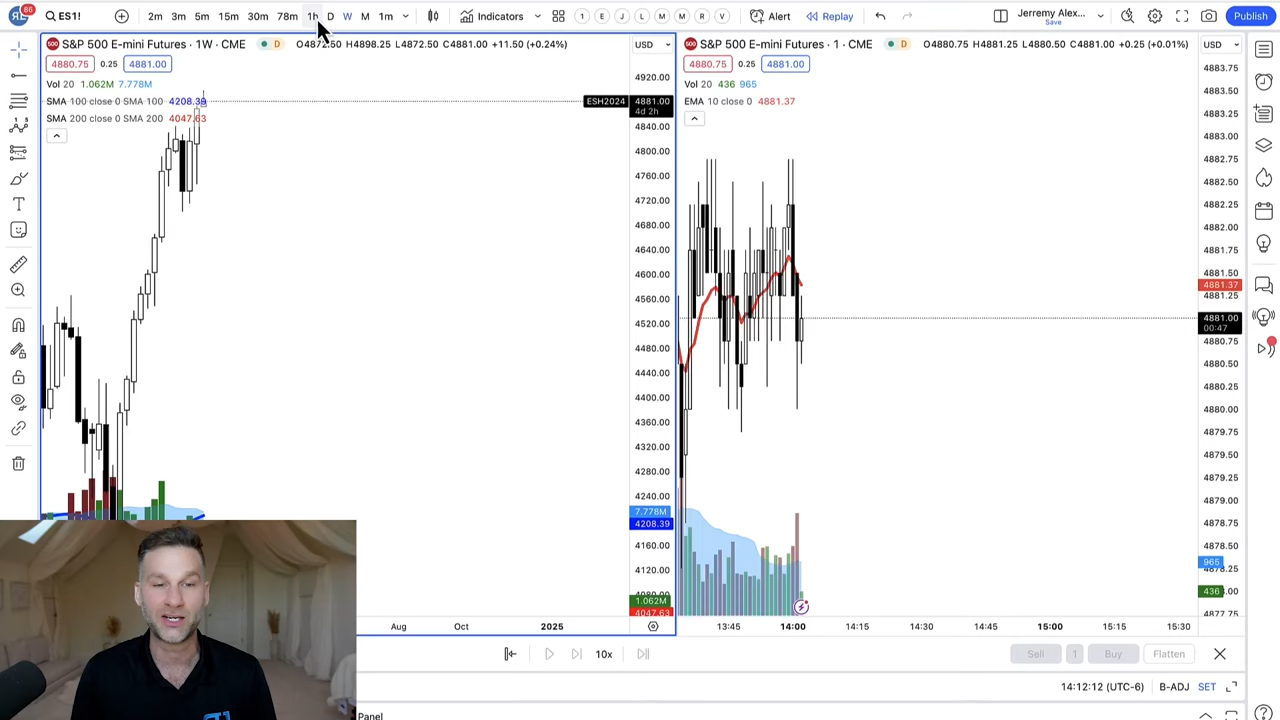 86
ES1!
2m 3m 5m 15m 30m 78m 1h D W M 1m
Indicators
1 E J L M M R V
Alert
Replay
Jerremy Alex...
Save
Publish
S&P 500 E-mini Futures · 1W · CME
D
O4872.50 H4898.25 L4872.50 C4881.00 +11.50 (+0.24%)
USD
4880.75 0.25 4881.00
Vol 20 1.062M 7.778M
SMA 100 close 0 SMA 100 4208.39
SMA 200 close 0 SMA 200 4047.63
4920.00
ESH2024 4881.00
4d 2h
4840.00
4800.00
4760.00
4720.00
4680.00
4640.00
4600.00
4560.00
4520.00
4480.00
4440.00
4400.00
4360.00
4320.00
4280.00
4240.00
7.778M
4208.39
4160.00
4120.00
4080.00
1.062M
4047.63
Aug Oct 2025
S&P 500 E-mini Futures · 1 · CME
D
O4880.75 H4881.25 L4880.50 C4881.00 +0.25 (+0.01%)
USD
4880.75 0.25 4881.00
Vol 20 436 965
EMA 10 close 0 4881.37
4883.75
4883.50
4883.25
4883.00
4882.75
4882.50
4882.25
4882.00
4881.75
4881.50
4881.37
4881.25
4881.00
00:47
4880.75
4880.50
4880.25
4880.00
4879.75
4879.50
4879.25
4879.00
4878.75
4878.50
965
436
4877.75
13:45 14:00 14:15 14:30 14:45 15:00 15:15 15:30
10x
Sell 1 Buy Flatten
14:12:12 (UTC-6) B-ADJ SET
Panel